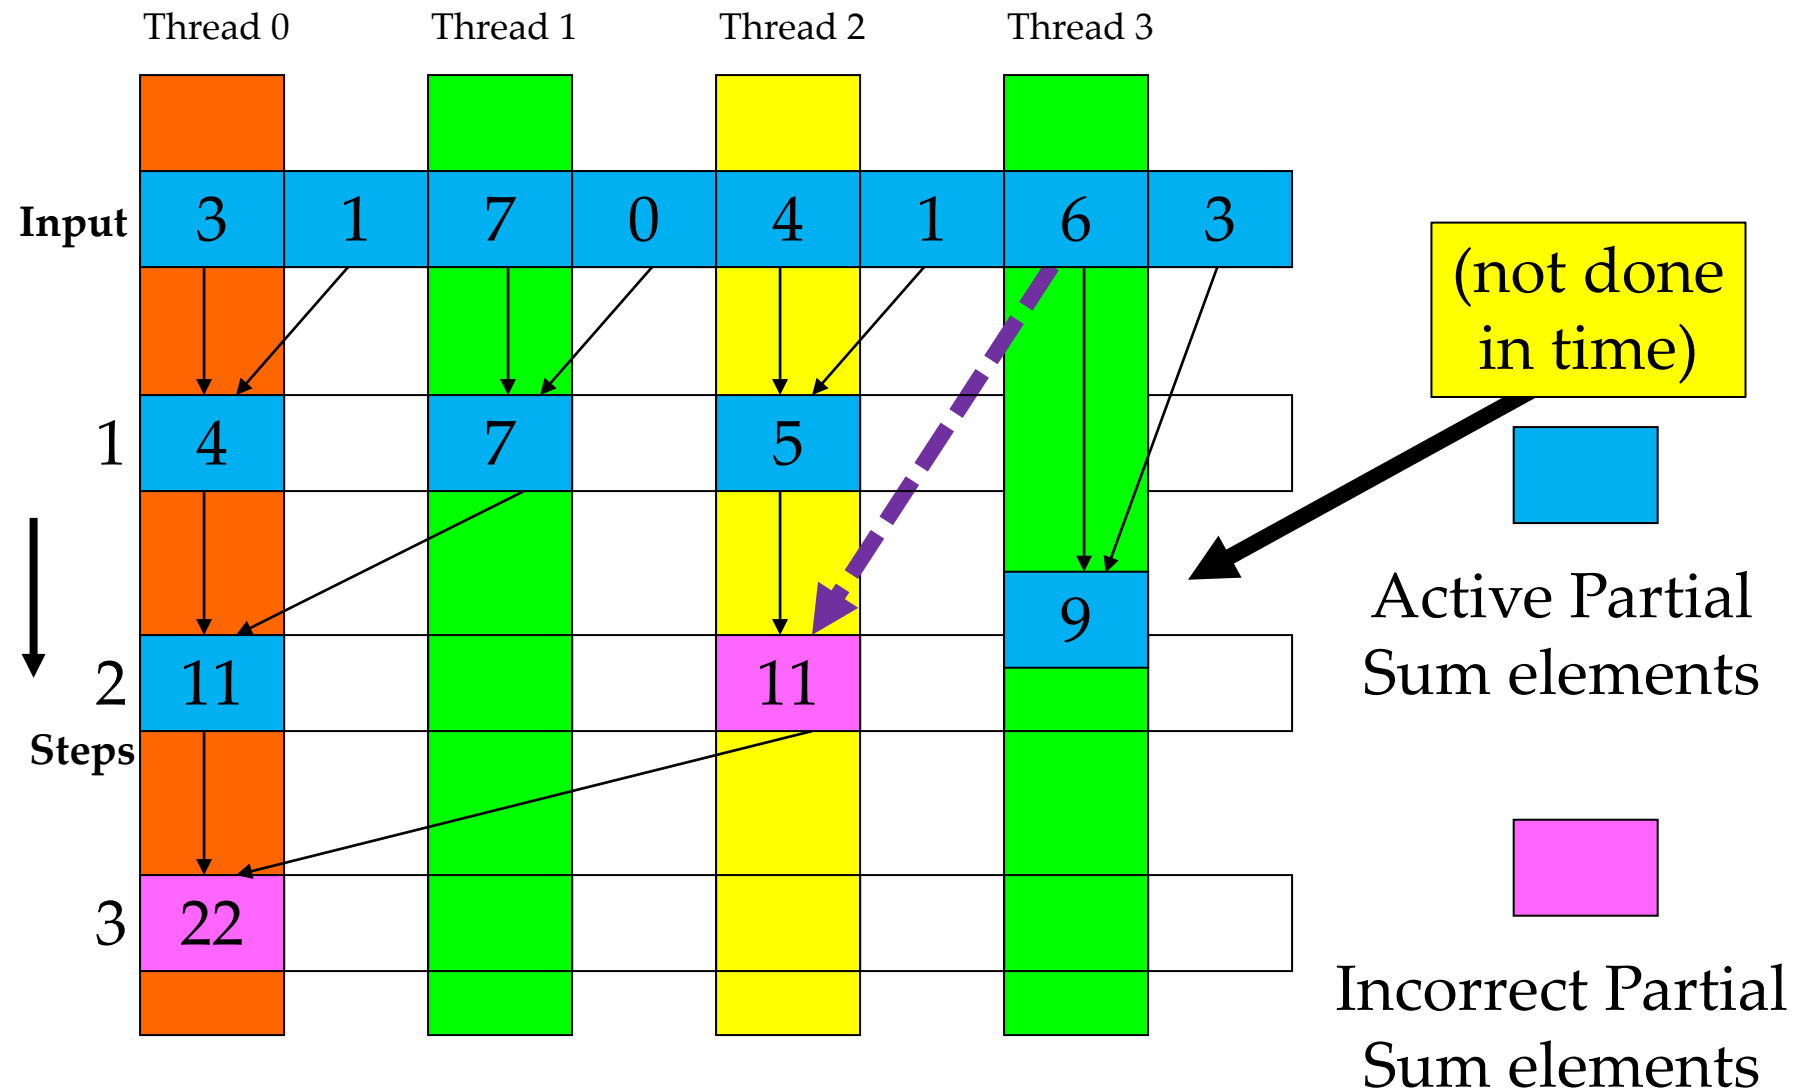 Thread 0 Thread 1 Thread 2 Thread 3
Input 3 1 7 0 4 1 6 3
(not done
in time)
1 4 7 5
9
Active Partial
Sum elements
2 11 11
Steps
3 22
Incorrect Partial
Sum elements